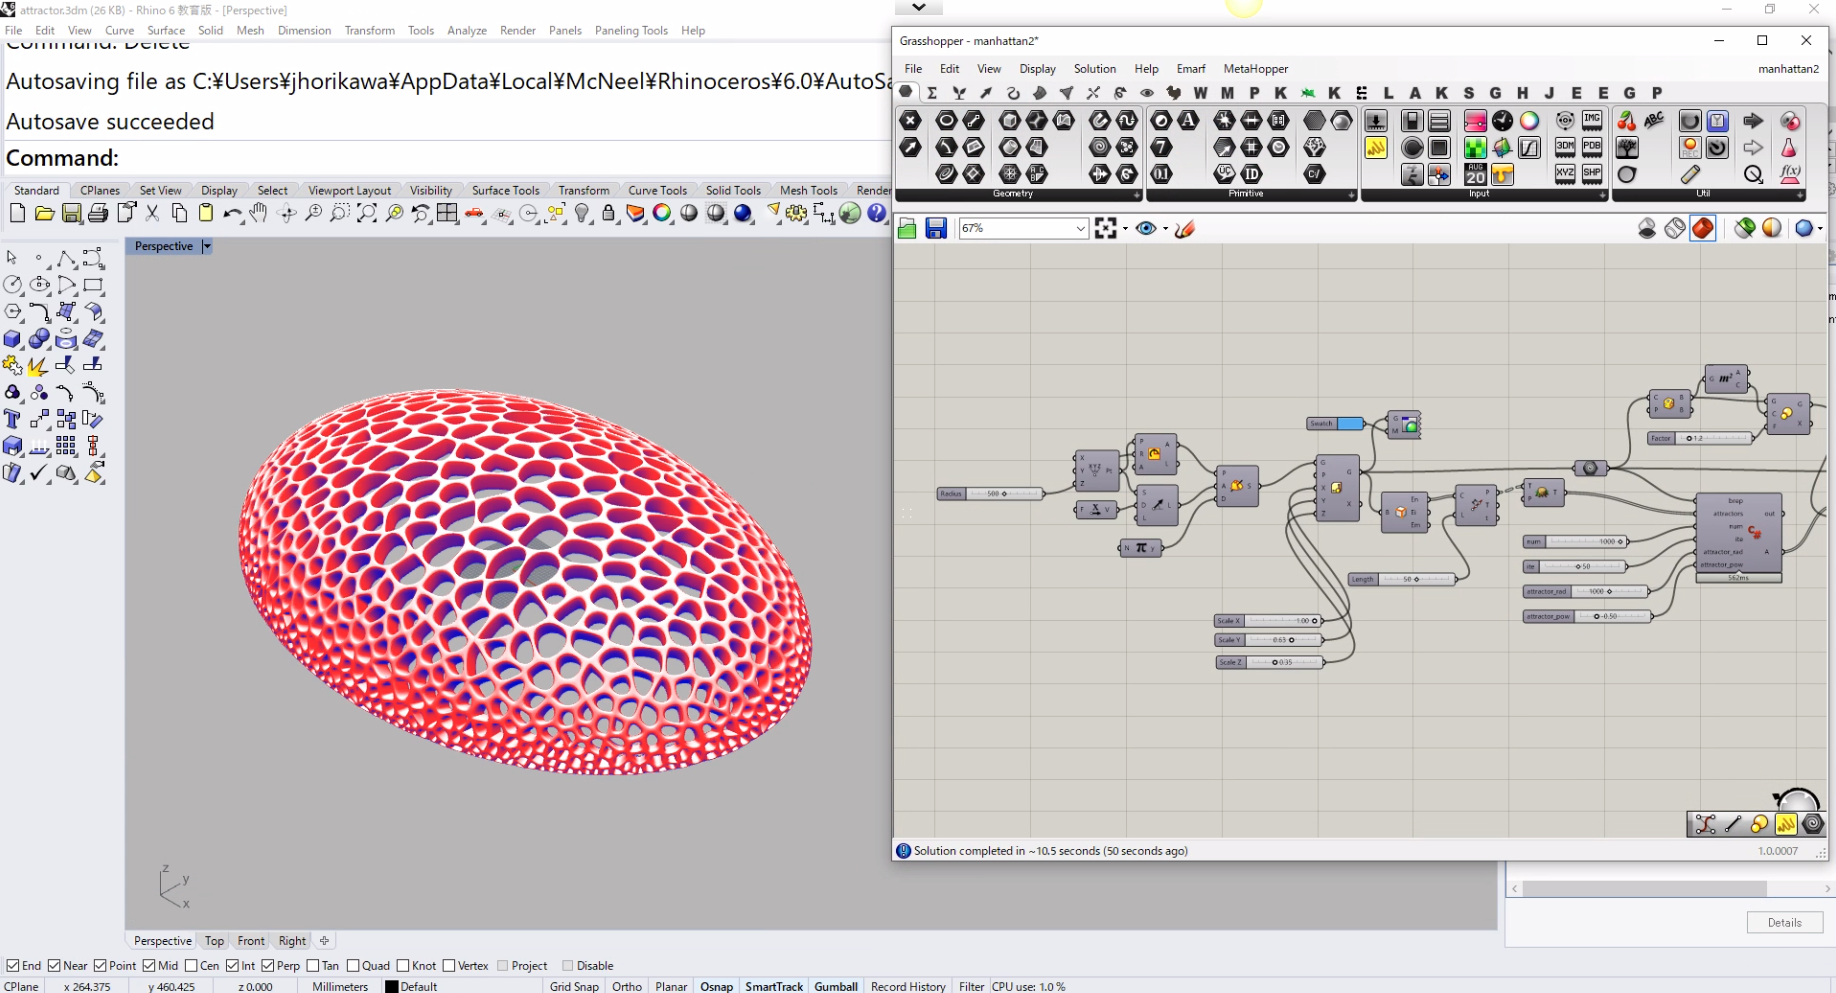 attractor.3dm (26 KB) - Rhino 6 教育版 - [Perspective]
File Edit View Curve Surface Solid Mesh Dimension Transform Tools Analyze Render Panels Paneling Tools Help
Command: Delete
Autosaving file as C:¥Users¥jhorikawa¥AppData¥Local¥McNeel¥Rhinoceros¥6.0¥AutoSa
Autosave succeeded
Command:
Standard CPlanes Set View Display Select Viewport Layout Visibility Surface Tools Transform Curve Tools Solid Tools Mesh Tools Render
Perspective
z
y
x
Perspective Top Front Right
End Near Point Mid Cen Int Perp Tan Quad Knot Vertex Project Disable
CPlane x 264.375 y 460.425 z 0.000 Millimeters Default Grid Snap Ortho Planar Osnap SmartTrack Gumball Record History Filter CPU use: 1.0 %
Grasshopper - manhattan2*
File Edit View Display Solution Help Emarf MetaHopper manhattan2
W M P K K E L A K S G H J E E G P
Geometry Primitive Input Util
67%
Radius 500
X Y Z XYZ Pt
P R A A L
F X V
S D L L
N π y
P A D S
G P X Y Z G X
Swatch
G M
Scale X 1.00
Scale Y 0.63
Scale Z 0.35
B En Ei Em
Length 50
C L P T t
T P T
num 1000
ite 50
attractor_rad 1000
attractor_pow -0.50
brep
attractors out
num
ite
attractor_rad A
attractor_pow
562ms
C P B B
G m² A C
Factor 1.2
G C F G X
Solution completed in ~10.5 seconds (50 seconds ago) 1.0.0007
Details